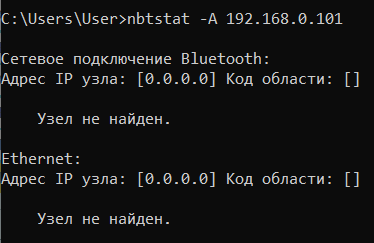 C:\Users\User>nbtstat -A 192.168.0.101
Сетевое подключение Bluetooth:
Адрес IP узла: [0.0.0.0] Код области: []
Узел не найден.
Ethernet:
Адрес IP узла: [0.0.0.0] Код области: []
Узел не найден.